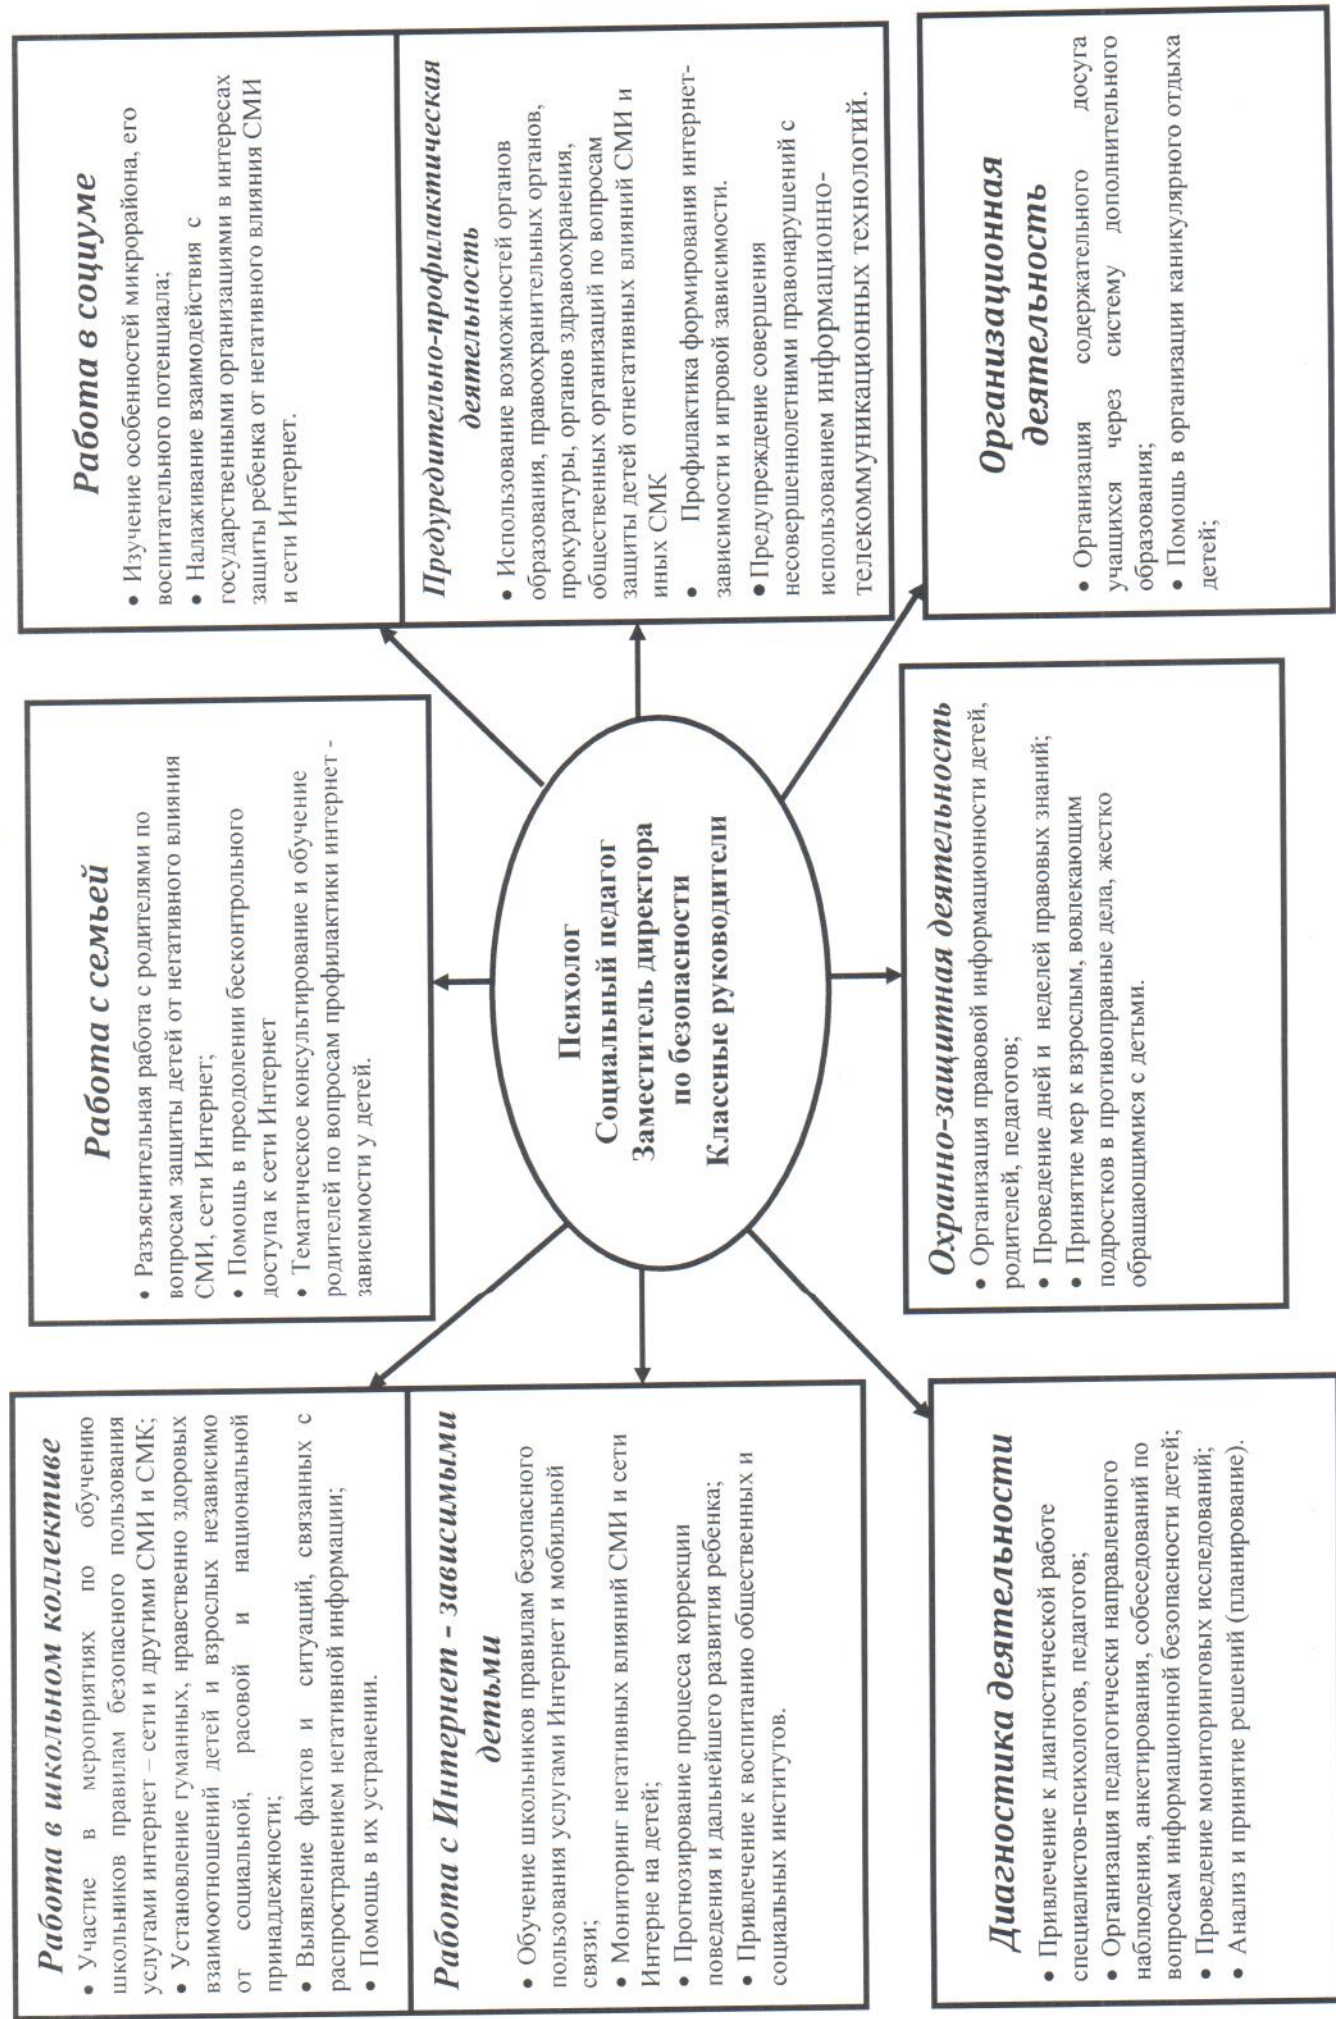 Работа в школьном коллективе
• Участие в мероприятиях по обучению
школьников правилам безопасного пользования
услугами интернет – сети и другими СМИ и СМК;
• Установление гуманных, нравственно здоровых
взаимоотношений детей и взрослых независимо
от социальной, расовой и национальной
принадлежности;
• Выявление фактов и ситуаций, связанных с
распространением негативной информации;
• Помощь в их устранении.
Работа с семьей
• Разъяснительная работа с родителями по
вопросам защиты детей от негативного влияния
СМИ, сети Интернет;
• Помощь в преодолении бесконтрольного
доступа к сети Интернет
• Тематическое консультирование и обучение
родителей по вопросам профилактики интернет -
зависимости у детей.
Работа в социуме
• Изучение особенностей микрорайона, его
воспитательного потенциала;
• Налаживание взаимодействия с
государственными организациями в интересах
защиты ребенка от негативного влияния СМИ
и сети Интернет.
Работа с Интернет - зависимыми
детьми
• Обучение школьников правилам безопасного
пользования услугами Интернет и мобильной
связи;
• Мониторинг негативных влияний СМИ и сети
Интерне на детей;
• Прогнозирование процесса коррекции
поведения и дальнейшего развития ребенка;
• Привлечение к воспитанию общественных и
социальных институтов.
Психолог
Социальный педагог
Заместитель директора
по безопасности
Классные руководители
Предуредительно-профилактическая
деятельность
• Использование возможностей органов
образования, правоохранительных органов,
прокуратуры, органов здравоохранения,
общественных организаций по вопросам
защиты детей отнегативных влияний СМИ и
иных СМК
• Профилактика формирования интернет-
зависимости и игровой зависимости.
• Предупреждение совершения
несовершеннолетними правонарушений с
использованием информационно-
телекоммуникационных технологий.
Диагностика деятельности
• Привлечение к диагностической работе
специалистов-психологов, педагогов;
• Организация педагогически направленного
наблюдения, анкетирования, собеседований по
вопросам информационной безопасности детей;
• Проведение мониторинговых исследований;
• Анализ и принятие решений (планирование).
Охранно-защитная деятельность
• Организация правовой информационности детей,
родителей, педагогов;
• Проведение дней и неделей правовых знаний;
• Принятие мер к взрослым, вовлекающим
подростков в противоправные дела, жестко
обращающимися с детьми.
Организационная
деятельность
• Организация содержательного досуга
учащихся через систему дополнительного
образования;
• Помощь в организации каникулярного отдыха
детей;